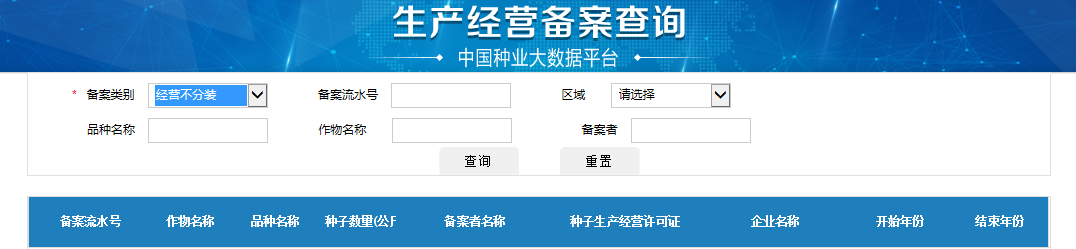 生产经营备案查询
中国种业大数据平台
* 备案类别 经营不分装 备案流水号 区域 请选择
品种名称 作物名称 备案者
查询 重置
备案流水号 作物名称 品种名称 种子数量(公 备案者名称 种子生产经营许可证 企业名称 开始年份 结束年份